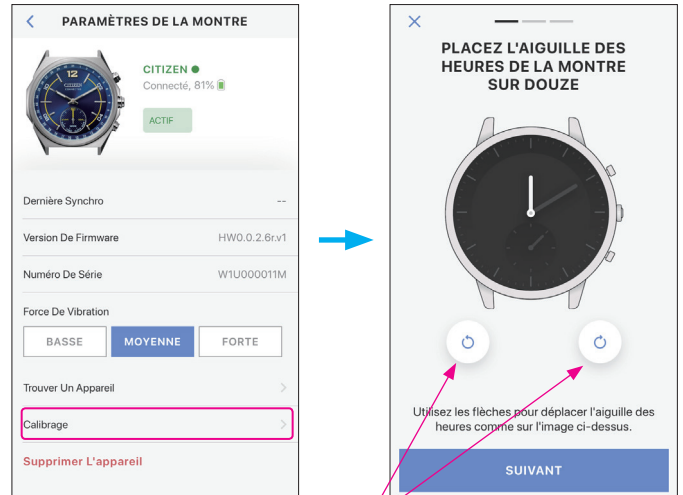 PARAMÈTRES DE LA MONTRE
12
CITIZEN
CITIZEN
Connecté, 81%
ACTIF
Dernière Synchro --
Version De Firmware HW0.0.2.6r.v1
Numéro De Série W1U000011M
Force De Vibration
BASSE MOYENNE FORTE
Trouver Un Appareil
Calibrage
Supprimer L'appareil
PLACEZ L'AIGUILLE DES
HEURES DE LA MONTRE
SUR DOUZE
Utilisez les flèches pour déplacer l'aiguille des
heures comme sur l'image ci-dessus.
SUIVANT